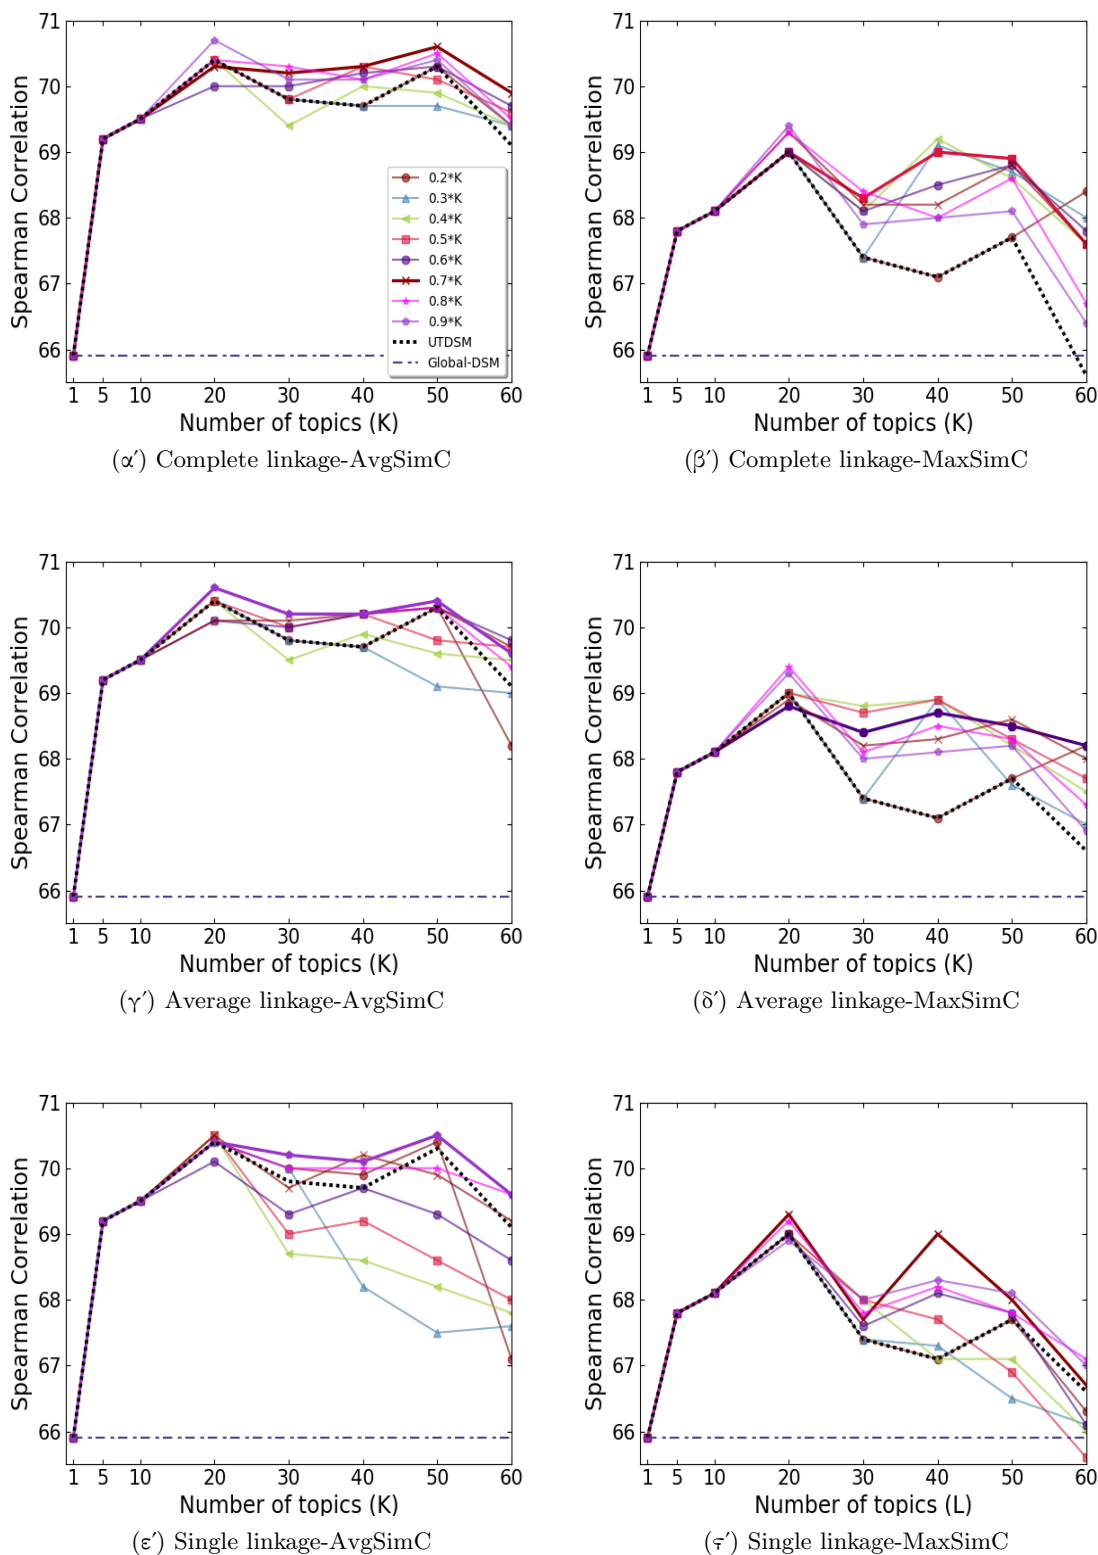 71
70
69
68
67
66
Spearman Correlation
0.2*K
0.3*K
0.4*K
0.5*K
0.6*K
0.7*K
0.8*K
0.9*K
UTDSM
Global-DSM
1 5 10 20 30 40 50 60
Number of topics (K)
(α′) Complete linkage-AvgSimC
71
70
69
68
67
66
Spearman Correlation
1 5 10 20 30 40 50 60
Number of topics (K)
(β′) Complete linkage-MaxSimC
71
70
69
68
67
66
Spearman Correlation
1 5 10 20 30 40 50 60
Number of topics (K)
(γ′) Average linkage-AvgSimC
71
70
69
68
67
66
Spearman Correlation
1 5 10 20 30 40 50 60
Number of topics (K)
(δ′) Average linkage-MaxSimC
71
70
69
68
67
66
Spearman Correlation
1 5 10 20 30 40 50 60
Number of topics (K)
(ε′) Single linkage-AvgSimC
71
70
69
68
67
66
Spearman Correlation
1 5 10 20 30 40 50 60
Number of topics (L)
(ϛ′) Single linkage-MaxSimC